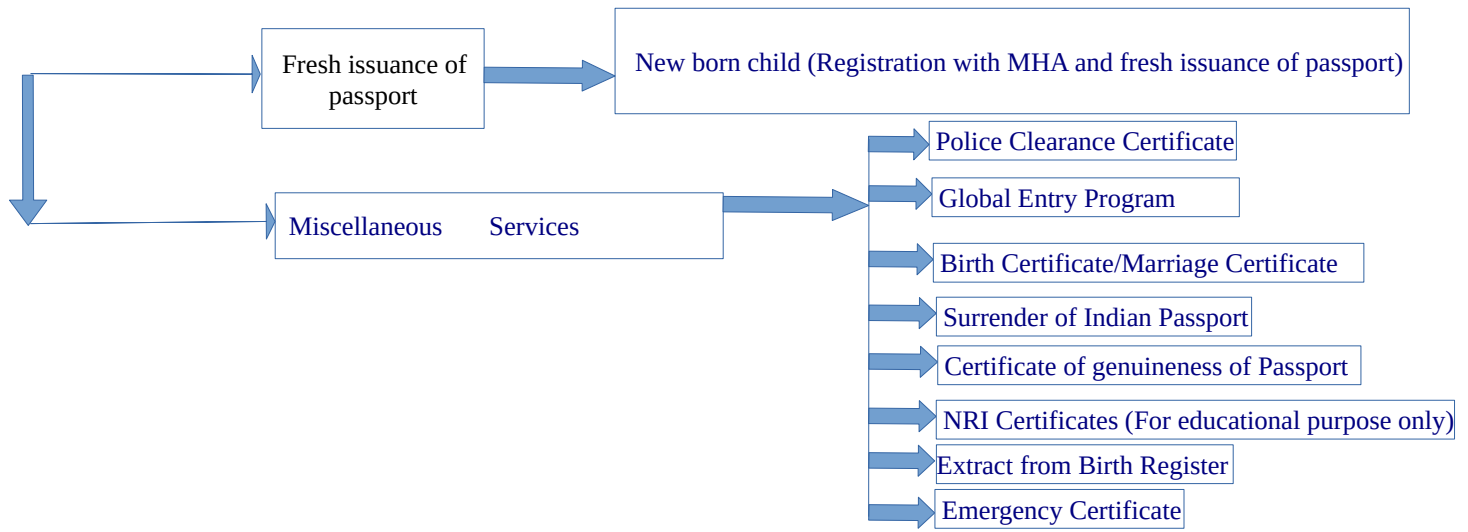 Fresh issuance of
passport
New born child (Registration with MHA and fresh issuance of passport)
Miscellaneous Services
Police Clearance Certificate
Global Entry Program
Birth Certificate/Marriage Certificate
Surrender of Indian Passport
Certificate of genuineness of Passport
NRI Certificates (For educational purpose only)
Extract from Birth Register
Emergency Certificate